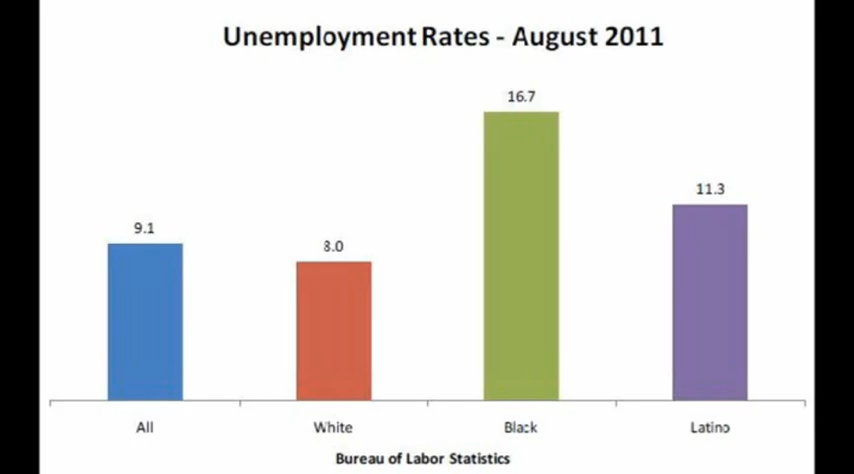 Unemployment Rates - August 2011
16.7
11.3
9.1
8.0
All White Black Latino
Bureau of Labor Statistics